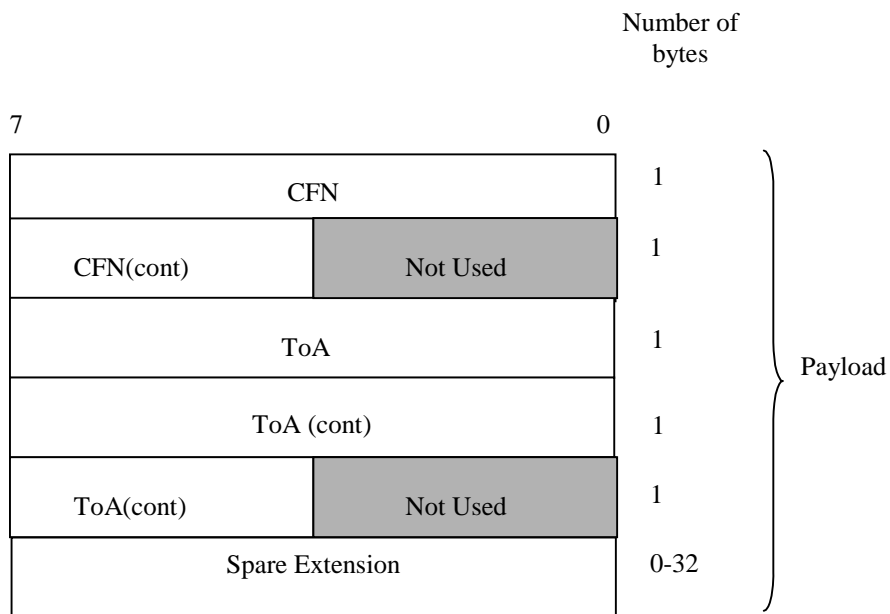 Number of
bytes
7 0
CFN 1
CFN(cont) Not Used 1
ToA 1
Payload
ToA (cont) 1
ToA(cont) Not Used 1
Spare Extension 0-32